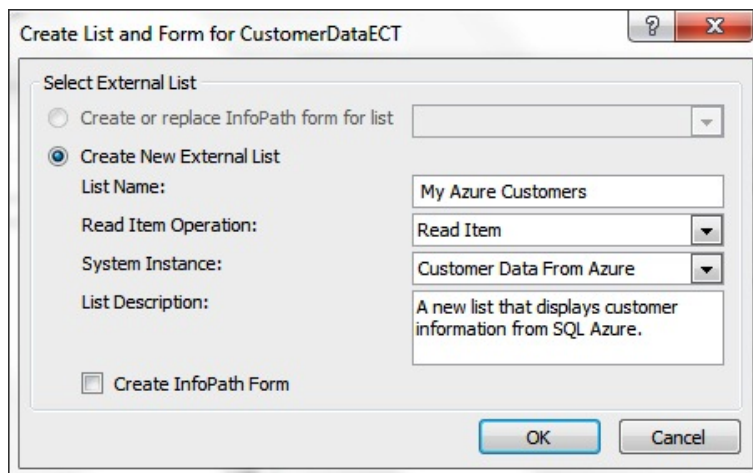 Create List and Form for CustomerDataECT
Select External List
Create or replace InfoPath form for list
Create New External List
List Name: My Azure Customers
Read Item Operation: Read Item
System Instance: Customer Data From Azure
List Description: A new list that displays customer
information from SQL Azure.
Create InfoPath Form
OK Cancel